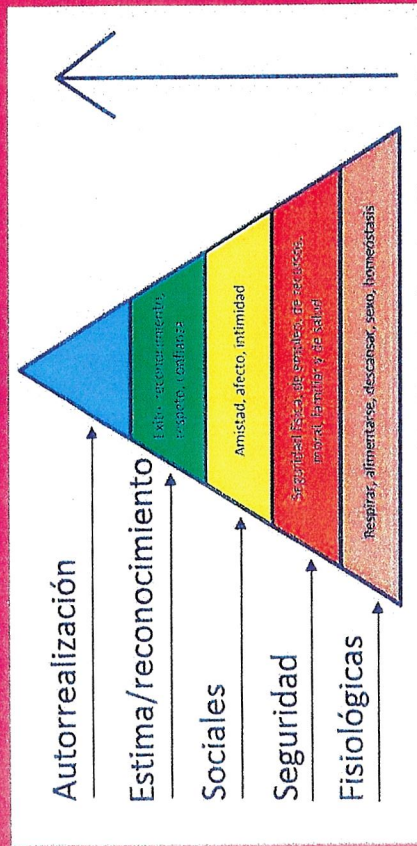 Autorrealización
Estima/reconocimiento
Éxito, reconocimiento,
respeto, confianza
Sociales
Amistad, afecto, intimidad
Seguridad
Seguridad física, de empleo, de recursos,
moral, familiar y de salud
Fisiológicas
Respirar, alimentarse, descansar, sexo, homeóstasis